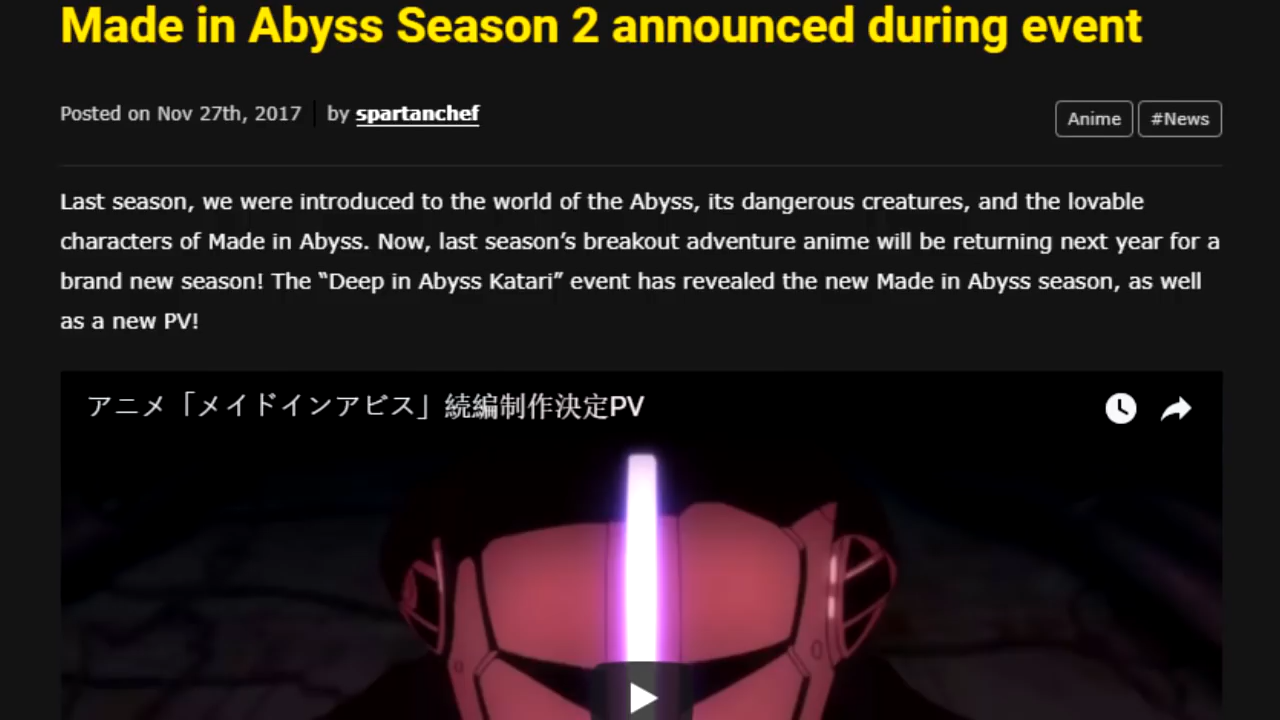 Made in Abyss Season 2 announced during event
Posted on Nov 27th, 2017 by spartanchef
Anime #News
Last season, we were introduced to the world of the Abyss, its dangerous creatures, and the lovable
characters of Made in Abyss. Now, last season’s breakout adventure anime will be returning next year for a
brand new season! The “Deep in Abyss Katari” event has revealed the new Made in Abyss season, as well
as a new PV!
アニメ「メイドインアビス」続編制作決定PV